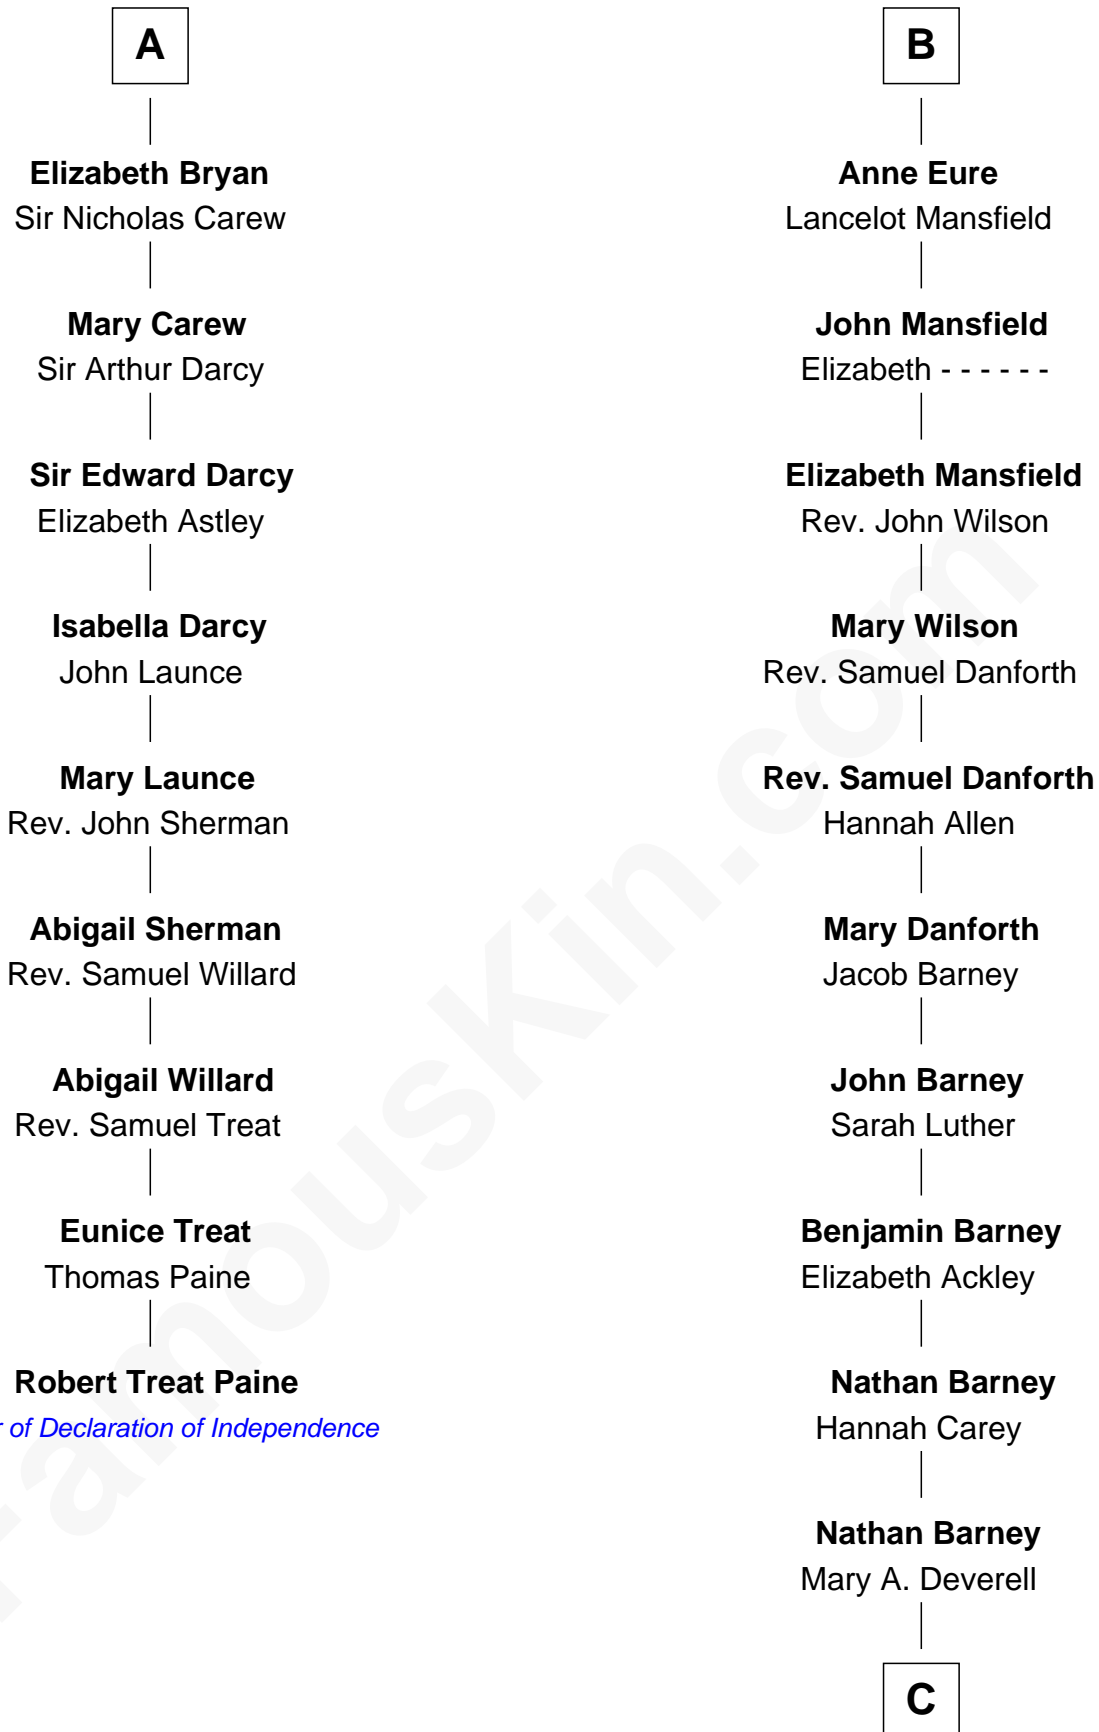 A
Elizabeth Bryan
Sir Nicholas Carew
Mary Carew
Sir Arthur Darcy
Sir Edward Darcy
Elizabeth Astley
Isabella Darcy
John Launce
Mary Launce
Rev. John Sherman
Abigail Sherman
Rev. Samuel Willard
Abigail Willard
Rev. Samuel Treat
Eunice Treat
Thomas Paine
Robert Treat Paine
of Declaration of Independence
B
Anne Eure
Lancelot Mansfield
John Mansfield
Elizabeth - - - - - -
Elizabeth Mansfield
Rev. John Wilson
Mary Wilson
Rev. Samuel Danforth
Rev. Samuel Danforth
Hannah Allen
Mary Danforth
Jacob Barney
John Barney
Sarah Luther
Benjamin Barney
Elizabeth Ackley
Nathan Barney
Hannah Carey
Nathan Barney
Mary A. Deverell
C
FamousKin.com